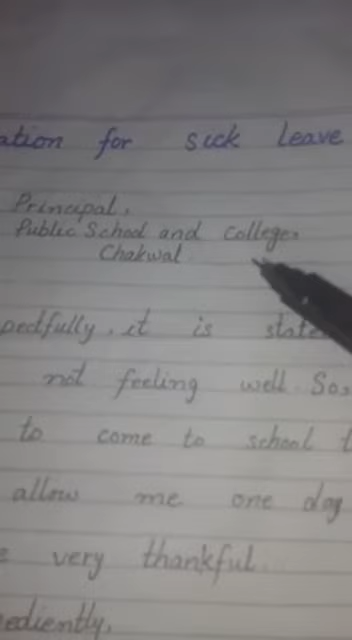 ation for sick leave
Principal,
Public School and College,
Chakwal
pectfully, it is state
not feeling well So,
to come to school t
allow me one day
e very thankful
ediently,